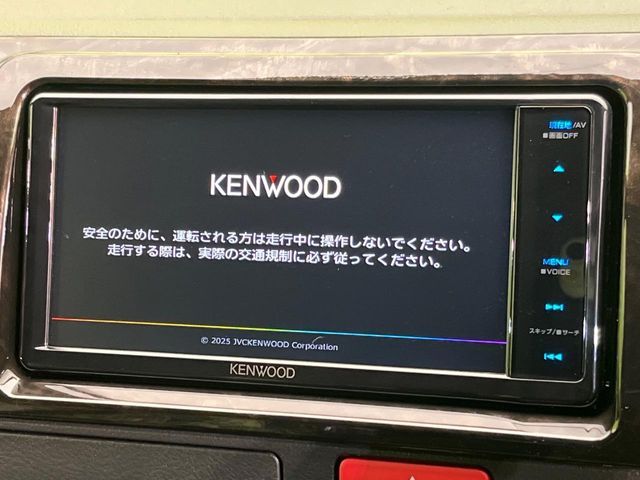 KENWOOD
安全のために、運転される方は走行中に操作しないでください。
走行する際は、実際の交通規制に必ず従ってください。
© 2025 JVCKENWOOD Corporation
KENWOOD
現在地/AV
■画面OFF
MENU
■VOICE
スキップ/■サーチ